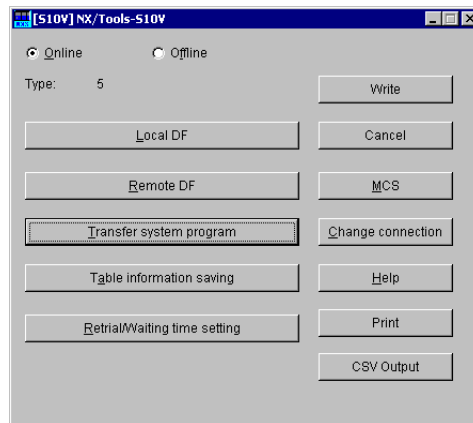 [S10V] NX/Tools-S10V
Online Offline
Type: 5
Write
Local DF Cancel
Remote DF MCS
Transfer system program Change connection
Table information saving Help
Retrial/Waiting time setting Print
CSV Output